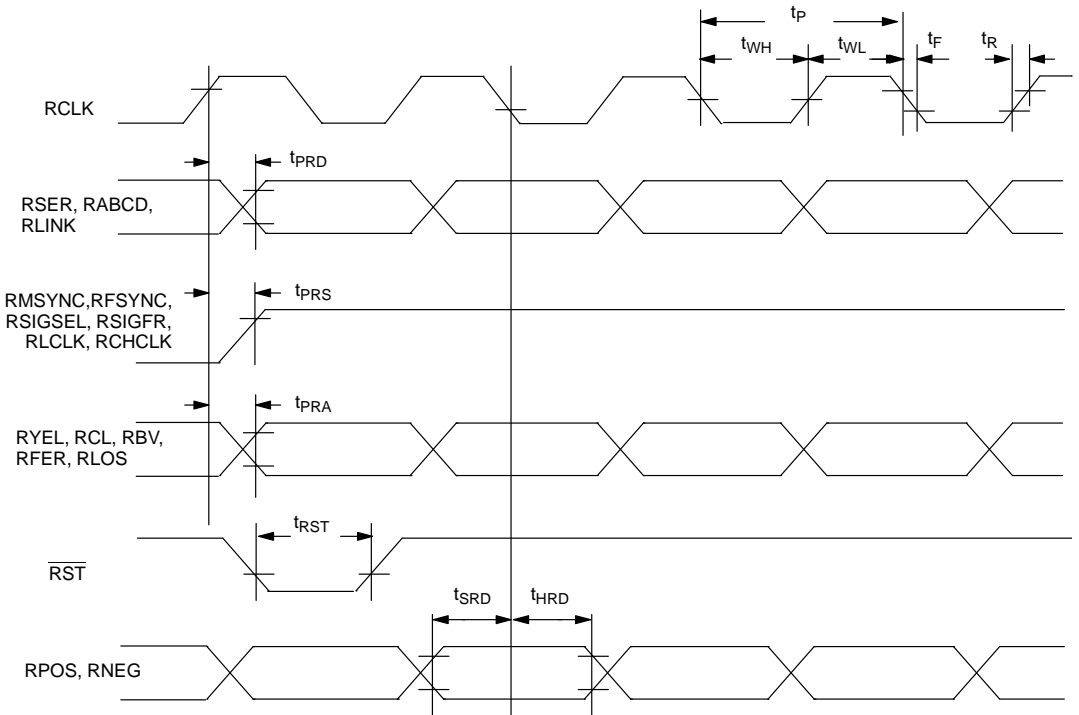 tP
tWH
tWL
tF
tR
RCLK
tPRD
RSER, RABCD,
RLINK
tPRS
RMSYNC,RFSYNC,
RSIGSEL, RSIGFR,
RLCLK, RCHCLK
tPRA
RYEL, RCL, RBV,
RFER, RLOS
tRST
RST
tSRD
tHRD
RPOS, RNEG